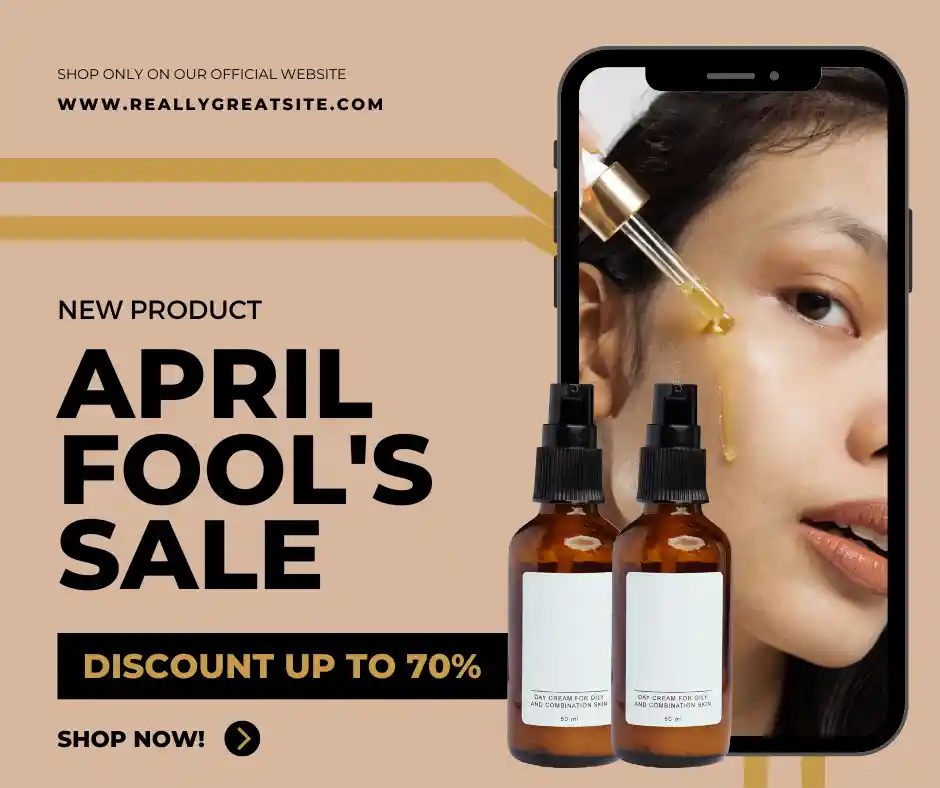 SHOP ONLY ON OUR OFFICIAL WEBSITE
WWW.REALLYGREATSITE.COM
NEW PRODUCT
APRIL
FOOL'S
SALE
DISCOUNT UP TO 70%
SHOP NOW!
DAY CREAM FOR OILY
AND COMBINATION SKIN
50 ml
DAY CREAM FOR OILY
AND COMBINATION SKIN
50 ml